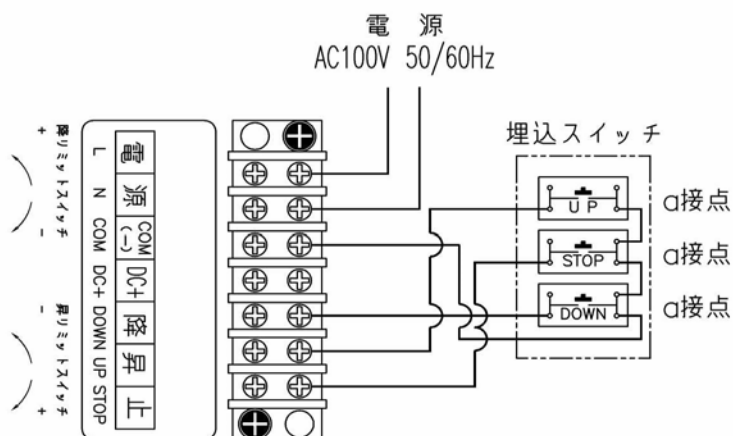 電 源
AC100V 50/60Hz
埋込スイッチ
UP
a接点
STOP
a接点
DOWN
a接点
+ 降リミットスイッチ -
- 昇リミットスイッチ +
L N COM DC+ DOWN UP STOP
電 源 COM(-) DC+ 降 昇 止